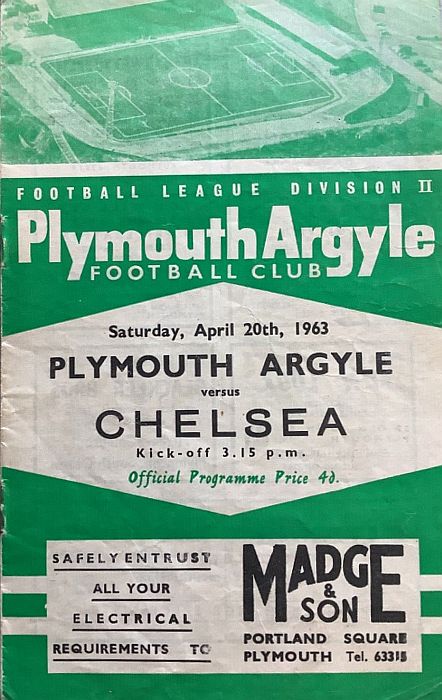 FOOTBALL LEAGUE DIVISION II
Plymouth Argyle
FOOTBALL CLUB
Saturday, April 20th, 1963
PLYMOUTH ARGYLE
versus
CHELSEA
Kick-off 3.15 p.m.
Official Programme Price 4d.
SAFELY ENTRUST
ALL YOUR
ELECTRICAL
REQUIREMENTS TO
MADGE
& SON
PORTLAND SQUARE
PLYMOUTH Tel. 63315